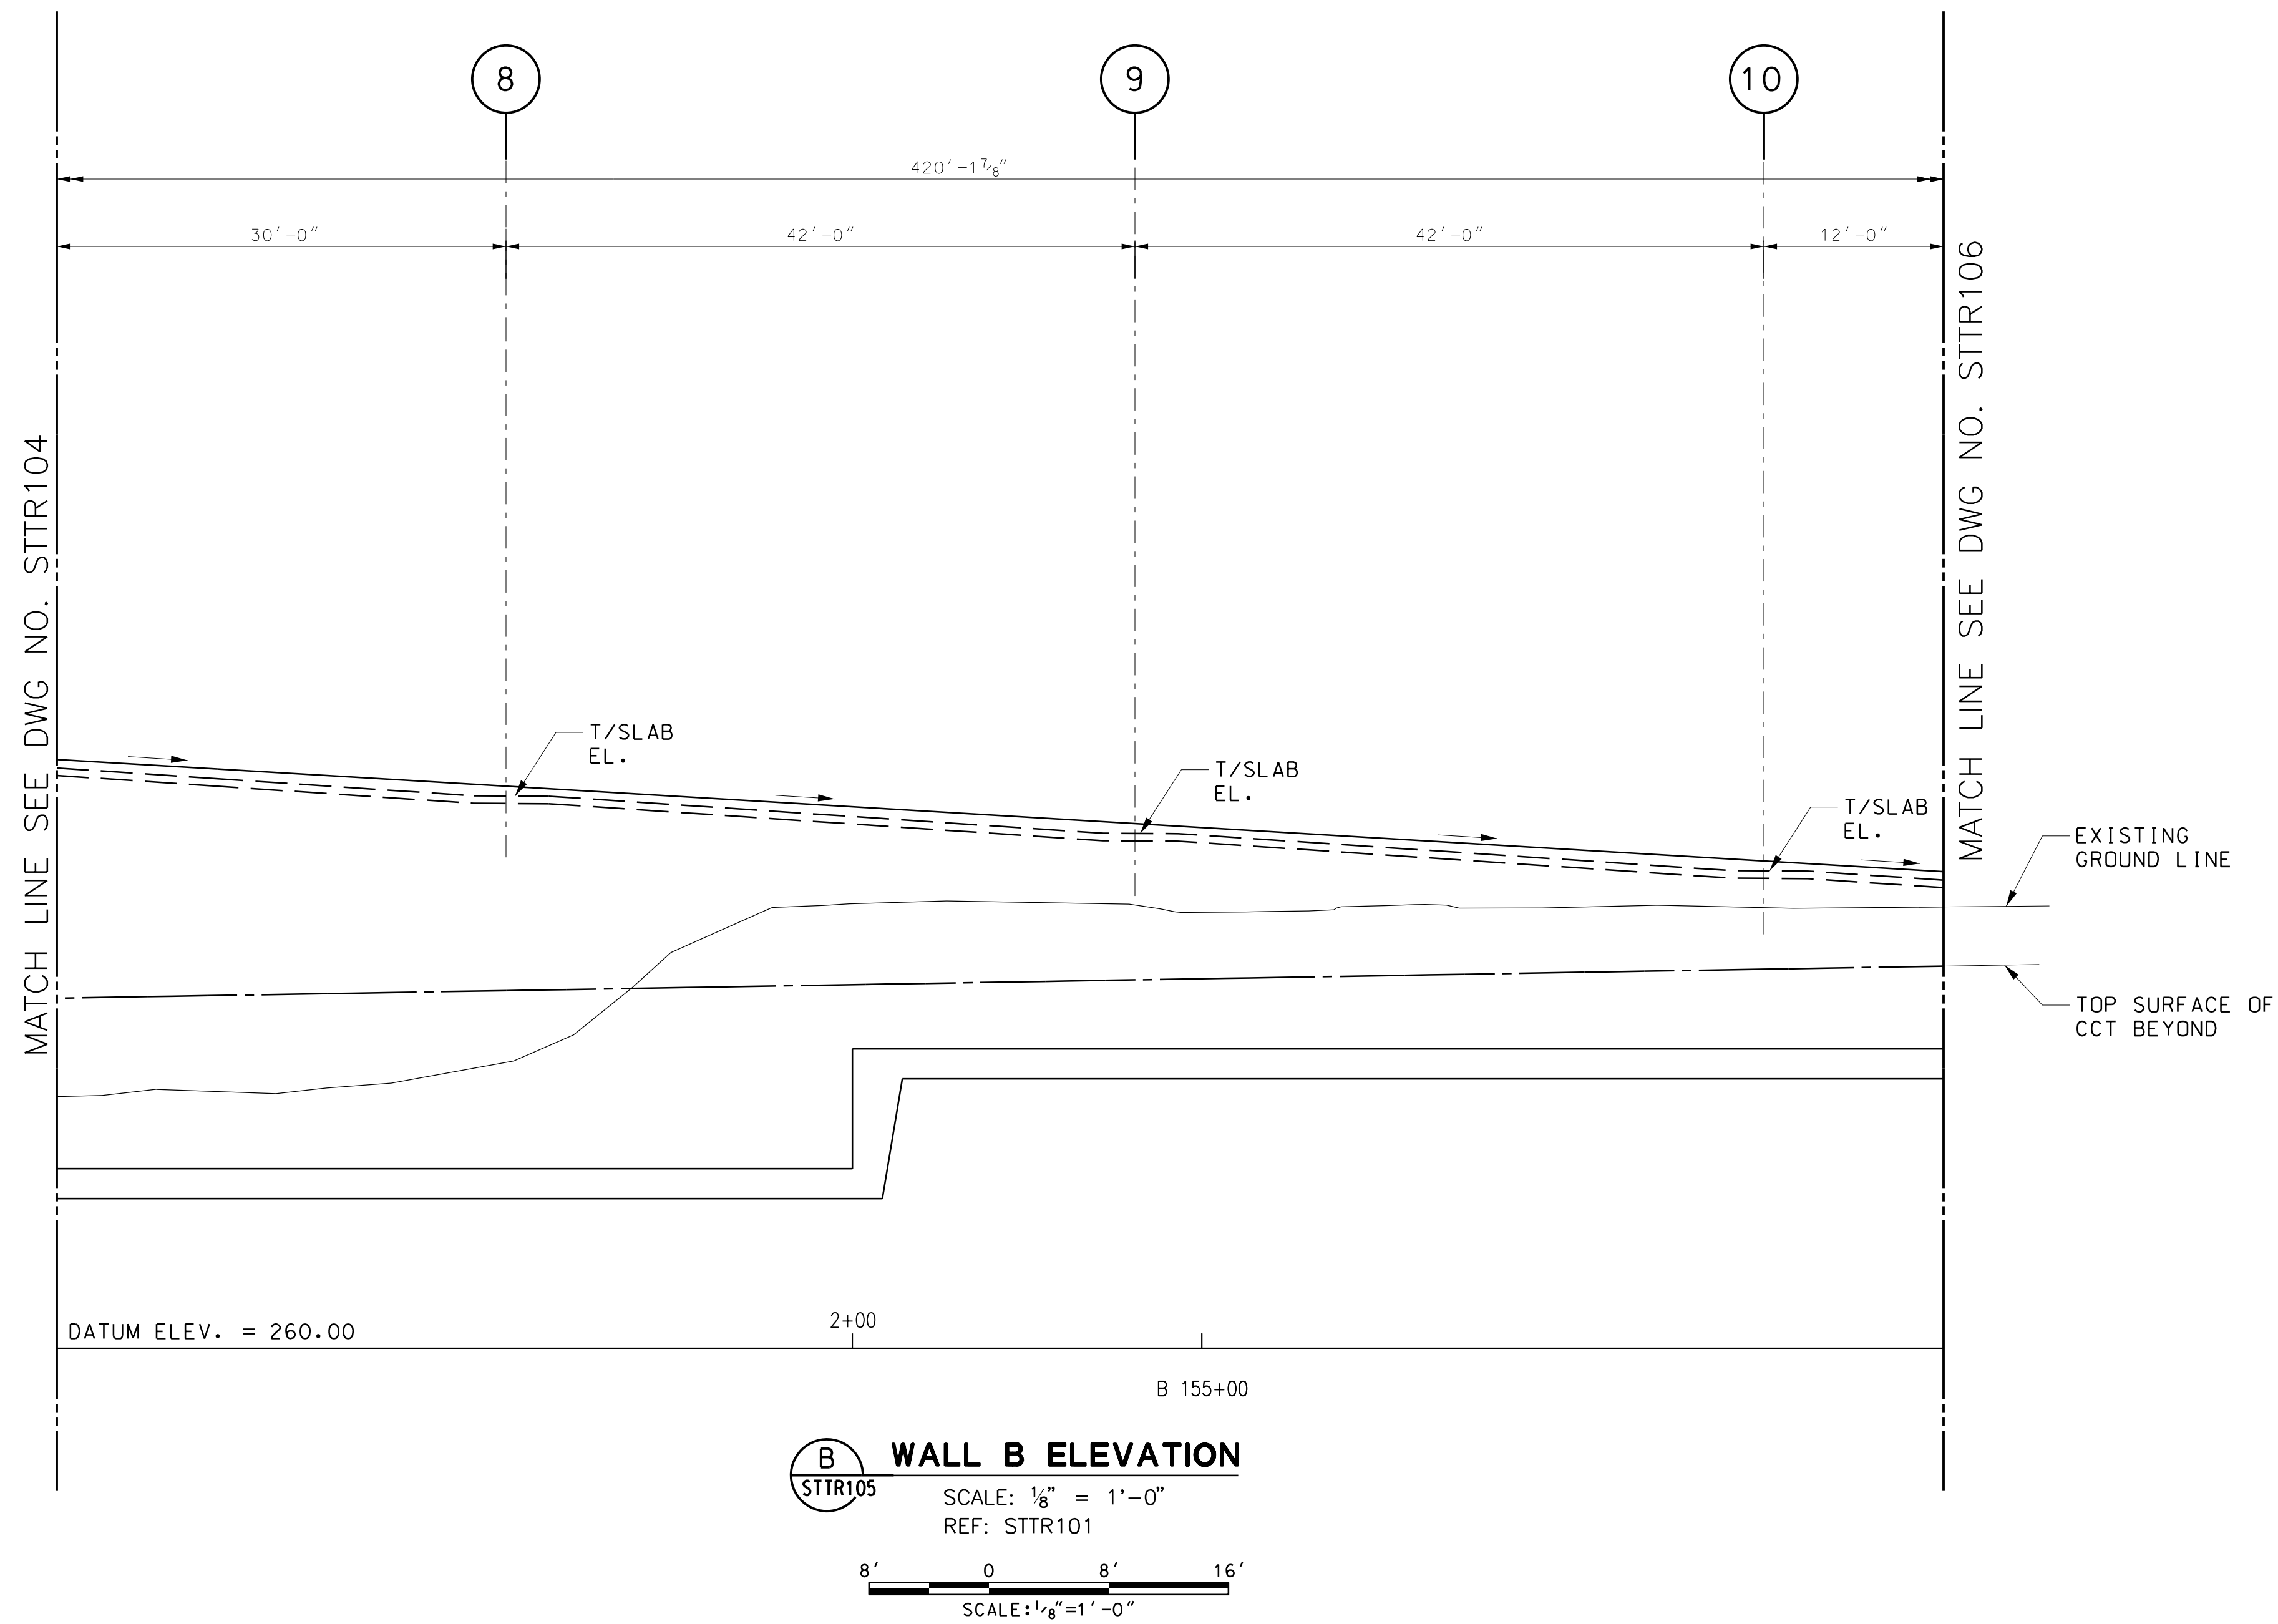 8
9
10
420'-1⅞"
30'-0"
42'-0"
42'-0"
12'-0"
MATCH LINE SEE DWG NO. STTR104
MATCH LINE SEE DWG NO. STTR106
T/SLAB
EL.
T/SLAB
EL.
T/SLAB
EL.
EXISTING
GROUND LINE
TOP SURFACE OF
CCT BEYOND
DATUM ELEV. = 260.00
2+00
B 155+00
B
STTR105
WALL B ELEVATION
SCALE: ⅛" = 1'-0"
REF: STTR101
8' 0 8' 16'
SCALE:⅛"=1'-0"